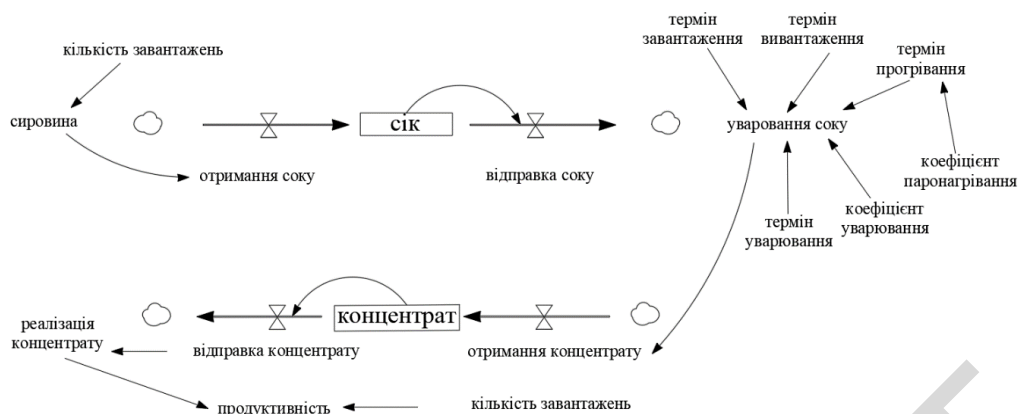 термін
завантаження
термін
вивантаження
кількість завантажень
термін
прогрівання
сировина
сік
уваровання соку
отримання соку
відправка соку
коефіцієнт
паронагрівання
термін
уварювання
коефіцієнт
уварювання
концентрат
реалізація
концентрату
відправка концентрату
отримання концентрату
продуктивність
кількість завантажень